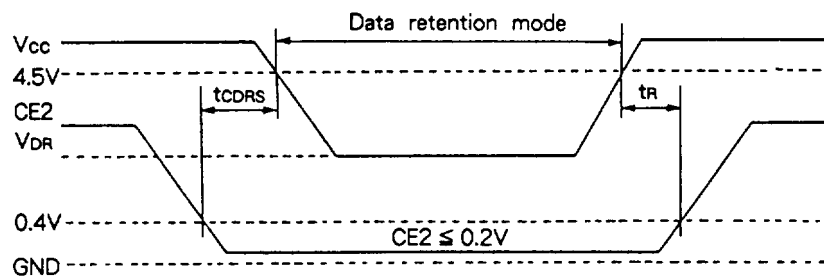 Data retention mode
Vcc
4.5V
tCDRS
tR
CE2
VDR
0.4V
CE2 ≦ 0.2V
GND